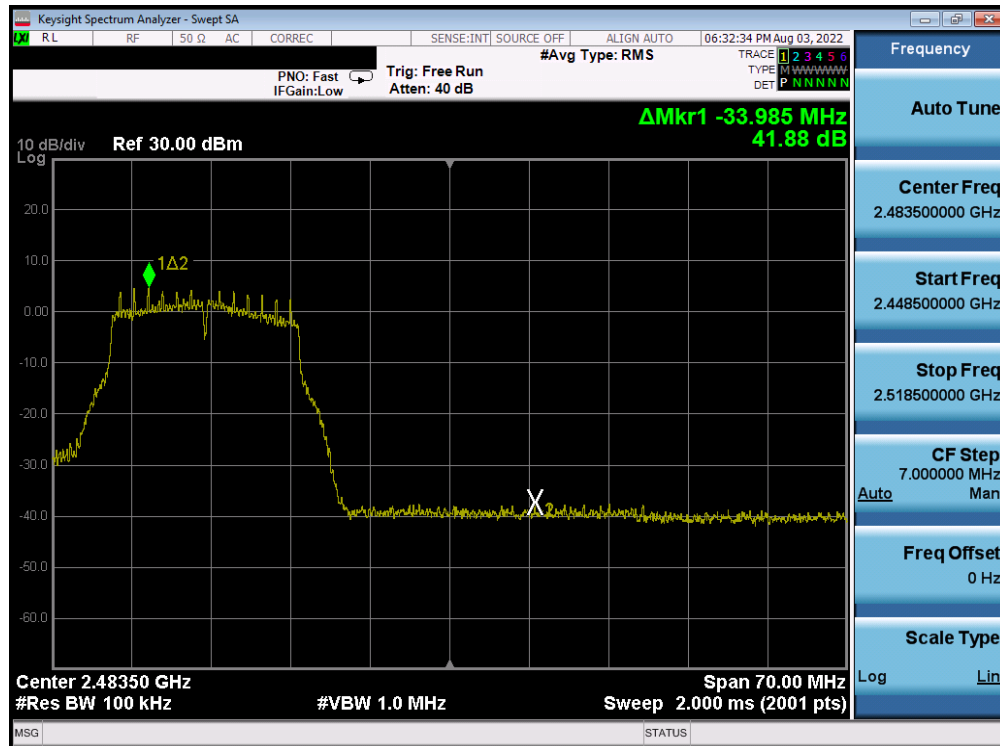 Keysight Spectrum Analyzer - Swept SA
LXI RL RF 50 Ω AC CORREC SENSE:INT SOURCE OFF ALIGN AUTO 06:32:34 PM Aug 03, 2022
#Avg Type: RMS
TRACE 1 2 3 4 5 6
TYPE M WWWWW
DET P N N N N N
PNO: Fast
IFGain:Low
Trig: Free Run
Atten: 40 dB
ΔMkr1 -33.985 MHz
41.88 dB
10 dB/div
Log
Ref 30.00 dBm
20.0
10.0
1Δ2
0.00
-10.0
-20.0
-30.0
X2
-40.0
-50.0
-60.0
Center 2.48350 GHz
Span 70.00 MHz
#Res BW 100 kHz
#VBW 1.0 MHz
Sweep 2.000 ms (2001 pts)
MSG
STATUS
Frequency
Auto Tune
Center Freq
2.483500000 GHz
Start Freq
2.448500000 GHz
Stop Freq
2.518500000 GHz
CF Step
7.000000 MHz
Auto Man
Freq Offset
0 Hz
Scale Type
Log Lin